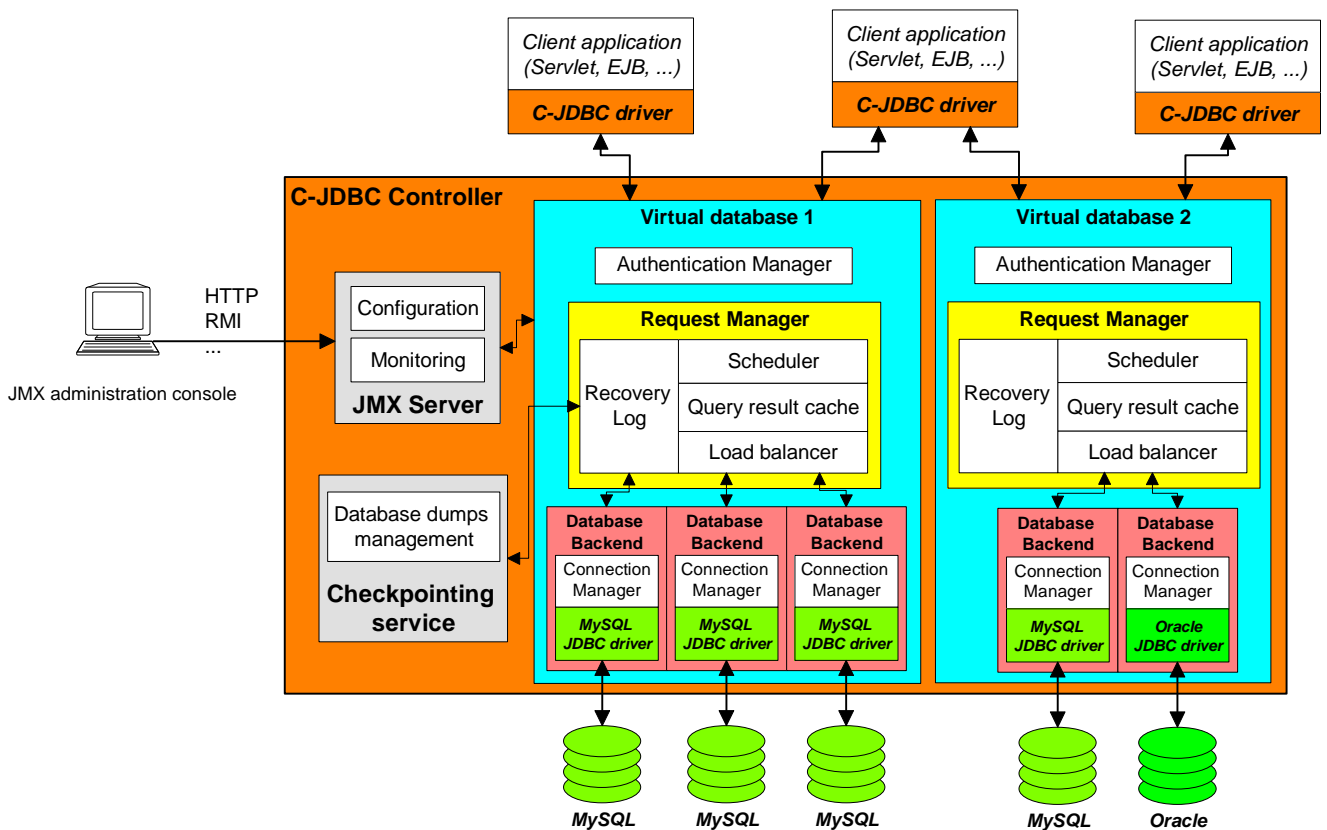 Client application
(Servlet, EJB, ...)
C-JDBC driver
Client application
(Servlet, EJB, ...)
C-JDBC driver
Client application
(Servlet, EJB, ...)
C-JDBC driver
C-JDBC Controller
JMX administration console
HTTP
RMI
...
Configuration
Monitoring
JMX Server
Database dumps
management
Checkpointing
service
Virtual database 1
Authentication Manager
Request Manager
Recovery
Log
Scheduler
Query result cache
Load balancer
Database
Backend
Connection
Manager
MySQL
JDBC driver
Database
Backend
Connection
Manager
MySQL
JDBC driver
Database
Backend
Connection
Manager
MySQL
JDBC driver
Virtual database 2
Authentication Manager
Request Manager
Recovery
Log
Scheduler
Query result cache
Load balancer
Database
Backend
Connection
Manager
MySQL
JDBC driver
Database
Backend
Connection
Manager
Oracle
JDBC driver
MySQL
MySQL
MySQL
MySQL
Oracle